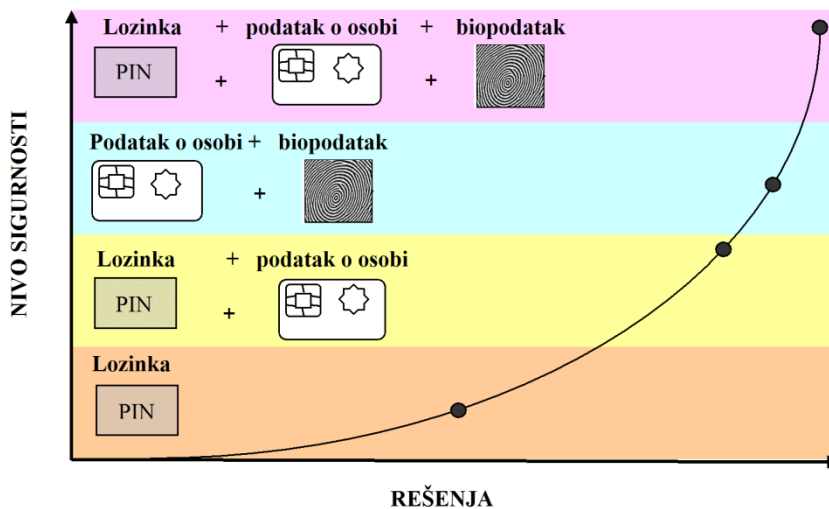 Lozinka + podatak o osobi + biopodatak
PIN + +
Podatak o osobi + biopodatak
+
Lozinka + podatak o osobi
PIN +
Lozinka
PIN
NIVO SIGURNOSTI
REŠENJA